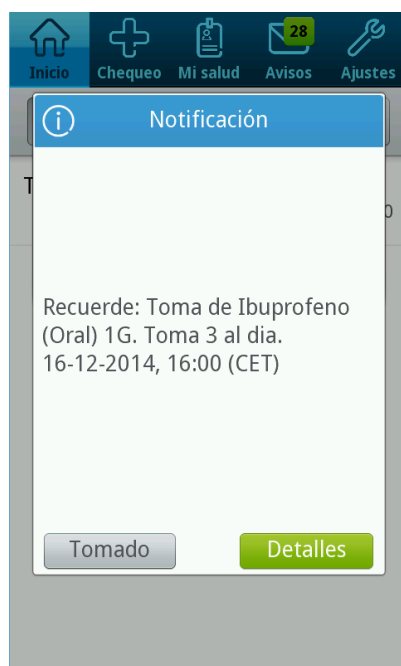 28
Inicio Chequeo Mi salud Avisos Ajustes
Notificación
T
0
Recuerde: Toma de Ibuprofeno
(Oral) 1G. Toma 3 al dia.
16-12-2014, 16:00 (CET)
Tomado Detalles